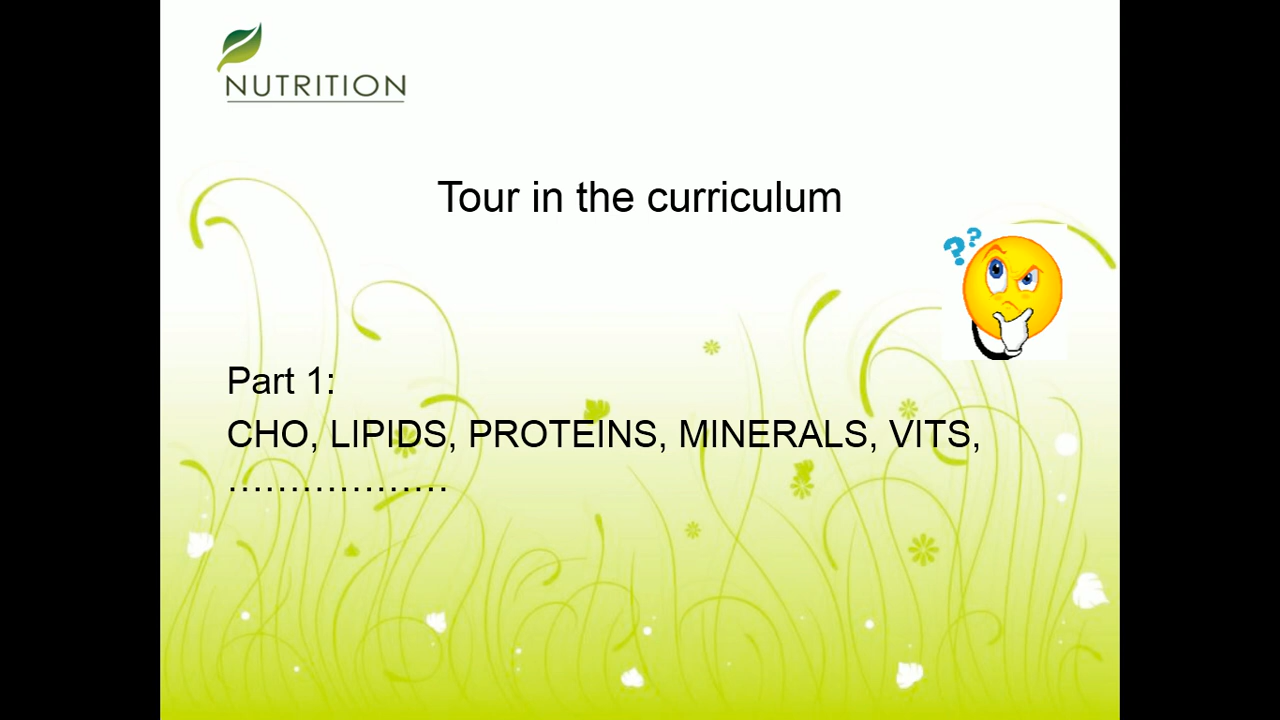 NUTRITION
Tour in the curriculum
??
Part 1:
CHO, LIPIDS, PROTEINS, MINERALS, VITS,
………………